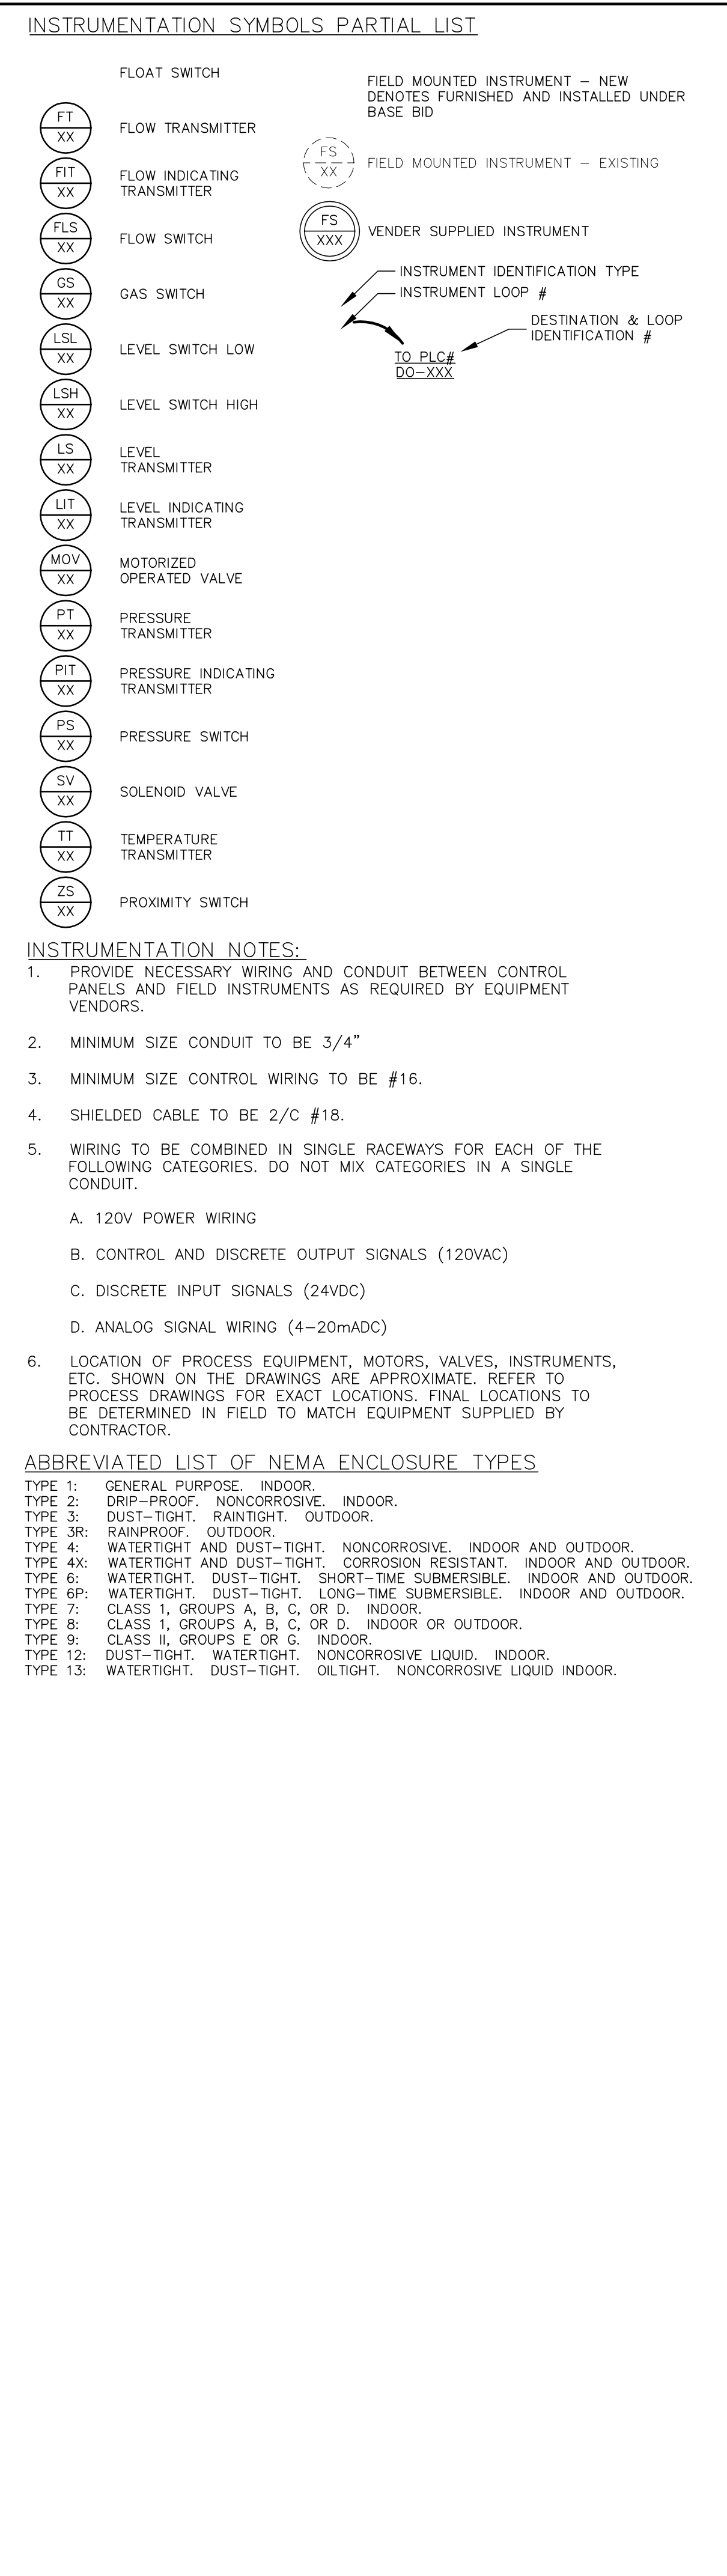 INSTRUMENTATION SYMBOLS PARTIAL LIST
FLOAT SWITCH
FT
XX
FLOW TRANSMITTER
FIT
XX
FLOW INDICATING
TRANSMITTER
FLS
XX
FLOW SWITCH
GS
XX
GAS SWITCH
LSL
XX
LEVEL SWITCH LOW
LSH
XX
LEVEL SWITCH HIGH
LS
XX
LEVEL
TRANSMITTER
LIT
XX
LEVEL INDICATING
TRANSMITTER
MOV
XX
MOTORIZED
OPERATED VALVE
PT
XX
PRESSURE
TRANSMITTER
PIT
XX
PRESSURE INDICATING
TRANSMITTER
PS
XX
PRESSURE SWITCH
SV
XX
SOLENOID VALVE
TT
XX
TEMPERATURE
TRANSMITTER
ZS
XX
PROXIMITY SWITCH
FIELD MOUNTED INSTRUMENT – NEW
DENOTES FURNISHED AND INSTALLED UNDER
BASE BID
FS
XX
FIELD MOUNTED INSTRUMENT – EXISTING
FS
XXX
VENDER SUPPLIED INSTRUMENT
INSTRUMENT IDENTIFICATION TYPE
INSTRUMENT LOOP #
DESTINATION & LOOP
IDENTIFICATION #
TO PLC#
DO–XXX
INSTRUMENTATION NOTES:
1. PROVIDE NECESSARY WIRING AND CONDUIT BETWEEN CONTROL
PANELS AND FIELD INSTRUMENTS AS REQUIRED BY EQUIPMENT
VENDORS.
2. MINIMUM SIZE CONDUIT TO BE 3/4”
3. MINIMUM SIZE CONTROL WIRING TO BE #16.
4. SHIELDED CABLE TO BE 2/C #18.
5. WIRING TO BE COMBINED IN SINGLE RACEWAYS FOR EACH OF THE
FOLLOWING CATEGORIES. DO NOT MIX CATEGORIES IN A SINGLE
CONDUIT.
A. 120V POWER WIRING
B. CONTROL AND DISCRETE OUTPUT SIGNALS (120VAC)
C. DISCRETE INPUT SIGNALS (24VDC)
D. ANALOG SIGNAL WIRING (4–20mADC)
6. LOCATION OF PROCESS EQUIPMENT, MOTORS, VALVES, INSTRUMENTS,
ETC. SHOWN ON THE DRAWINGS ARE APPROXIMATE. REFER TO
PROCESS DRAWINGS FOR EXACT LOCATIONS. FINAL LOCATIONS TO
BE DETERMINED IN FIELD TO MATCH EQUIPMENT SUPPLIED BY
CONTRACTOR.
ABBREVIATED LIST OF NEMA ENCLOSURE TYPES
TYPE 1: GENERAL PURPOSE. INDOOR.
TYPE 2: DRIP–PROOF. NONCORROSIVE. INDOOR.
TYPE 3: DUST–TIGHT. RAINTIGHT. OUTDOOR.
TYPE 3R: RAINPROOF. OUTDOOR.
TYPE 4: WATERTIGHT AND DUST–TIGHT. NONCORROSIVE. INDOOR AND OUTDOOR.
TYPE 4X: WATERTIGHT AND DUST–TIGHT. CORROSION RESISTANT. INDOOR AND OUTDOOR.
TYPE 6: WATERTIGHT. DUST–TIGHT. SHORT–TIME SUBMERSIBLE. INDOOR AND OUTDOOR.
TYPE 6P: WATERTIGHT. DUST–TIGHT. LONG–TIME SUBMERSIBLE. INDOOR AND OUTDOOR.
TYPE 7: CLASS 1, GROUPS A, B, C, OR D. INDOOR.
TYPE 8: CLASS 1, GROUPS A, B, C, OR D. INDOOR OR OUTDOOR.
TYPE 9: CLASS II, GROUPS E OR G. INDOOR.
TYPE 12: DUST–TIGHT. WATERTIGHT. NONCORROSIVE LIQUID. INDOOR.
TYPE 13: WATERTIGHT. DUST–TIGHT. OILTIGHT. NONCORROSIVE LIQUID INDOOR.